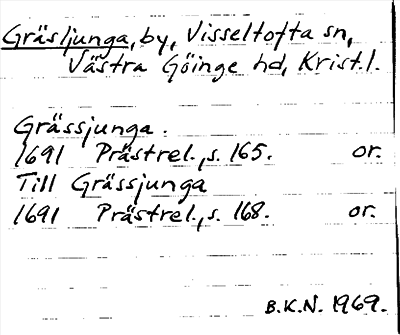 Gräsljunga, by, Visseltofta sn,
Västra Göinge hd, Krist. l.
Grässjunga.
1691 Prästrel., s. 165. or.
Till Grässjunga
1691 Prästrel., s. 168. or.
B.K.N. 1969.